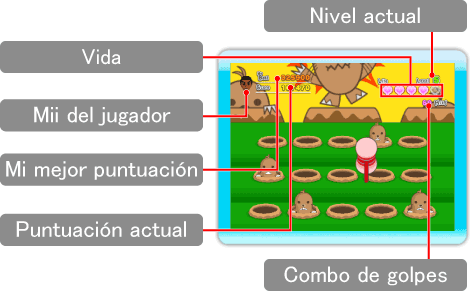 Nivel actual
Vida
Mii del jugador
Mi mejor puntuación
Puntuación actual
Combo de golpes